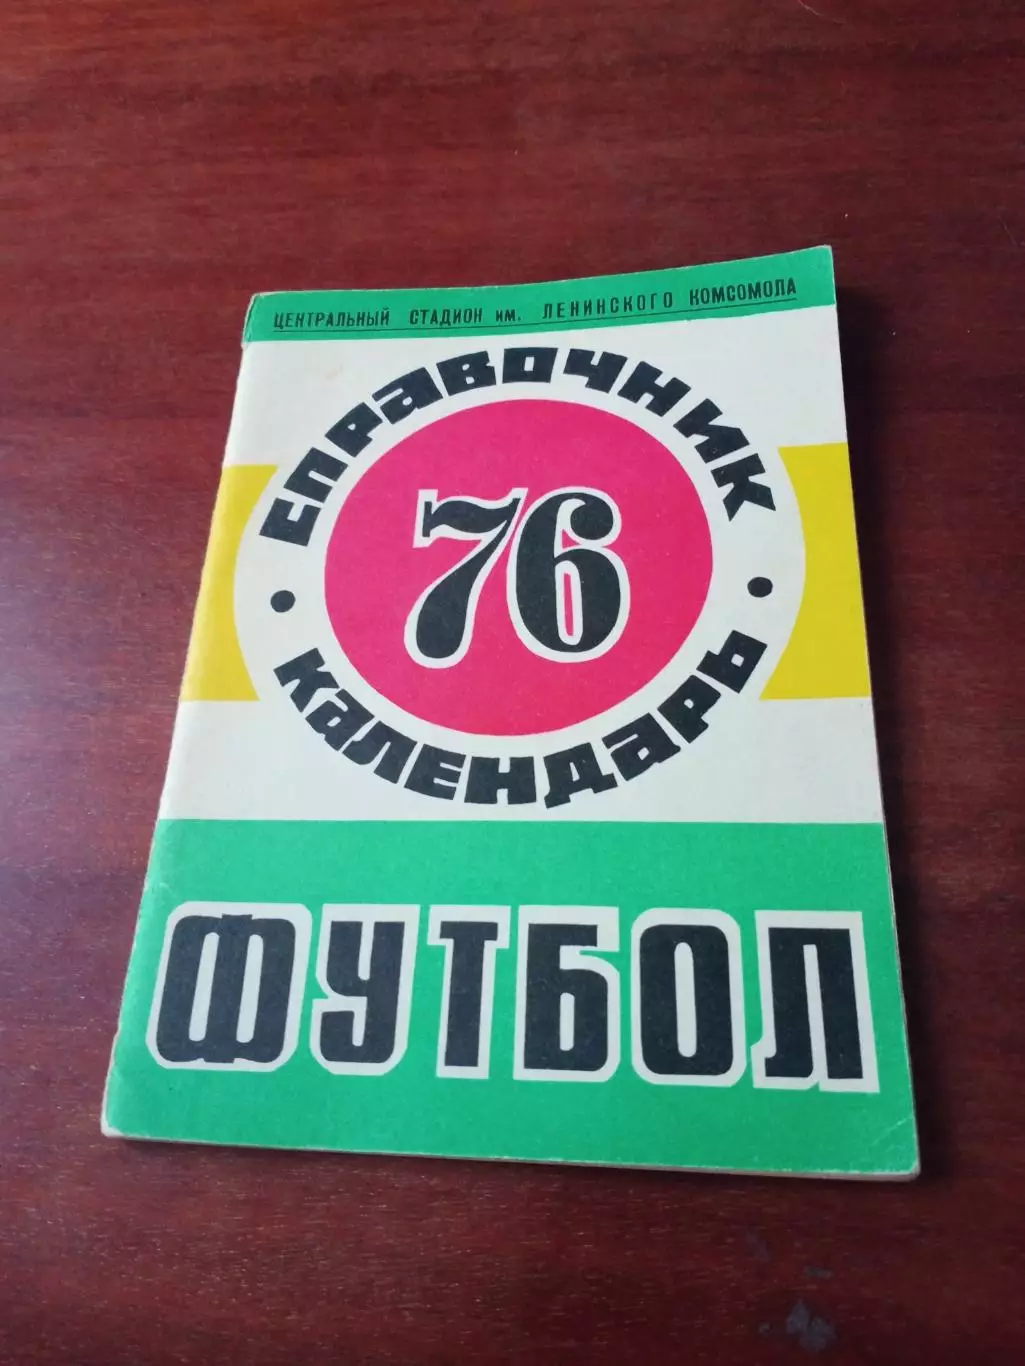 ЦЕНТРАЛЬНЫЙ СТАДИОН им. ЛЕНИНСКОГО КОМСОМОЛА
СПРАВОЧНИК
76
• КАЛЕНДАРЬ •
ФУТБОЛ